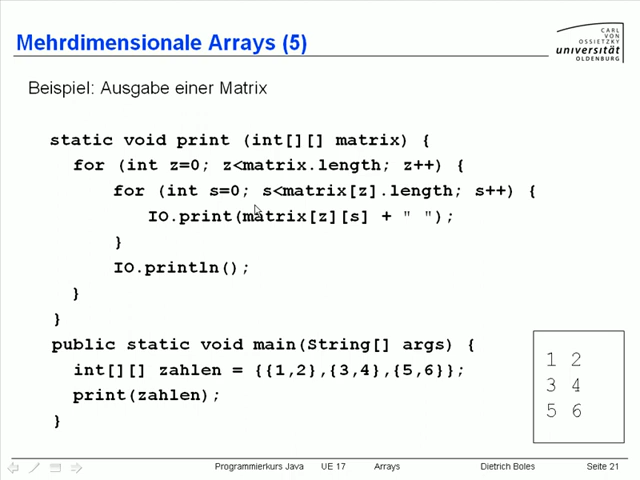 Mehrdimensionale Arrays (5)
CARL
VON
OSSIETZKY
universität
OLDENBURG
Beispiel: Ausgabe einer Matrix
static void print (int[][] matrix) {
for (int z=0; z<matrix.length; z++) {
for (int s=0; s<matrix[z].length; s++) {
IO.print(matrix[z][s] + " ");
}
IO.println();
}
}
public static void main(String[] args) {
int[][] zahlen = {{1,2},{3,4},{5,6}};
print(zahlen);
}
1 2
3 4
5 6
Programmierkurs Java UE 17 Arrays Dietrich Boles Seite 21